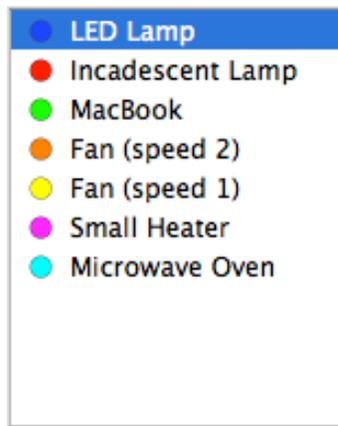 LED Lamp
Incadescent Lamp
MacBook
Fan (speed 2)
Fan (speed 1)
Small Heater
Microwave Oven